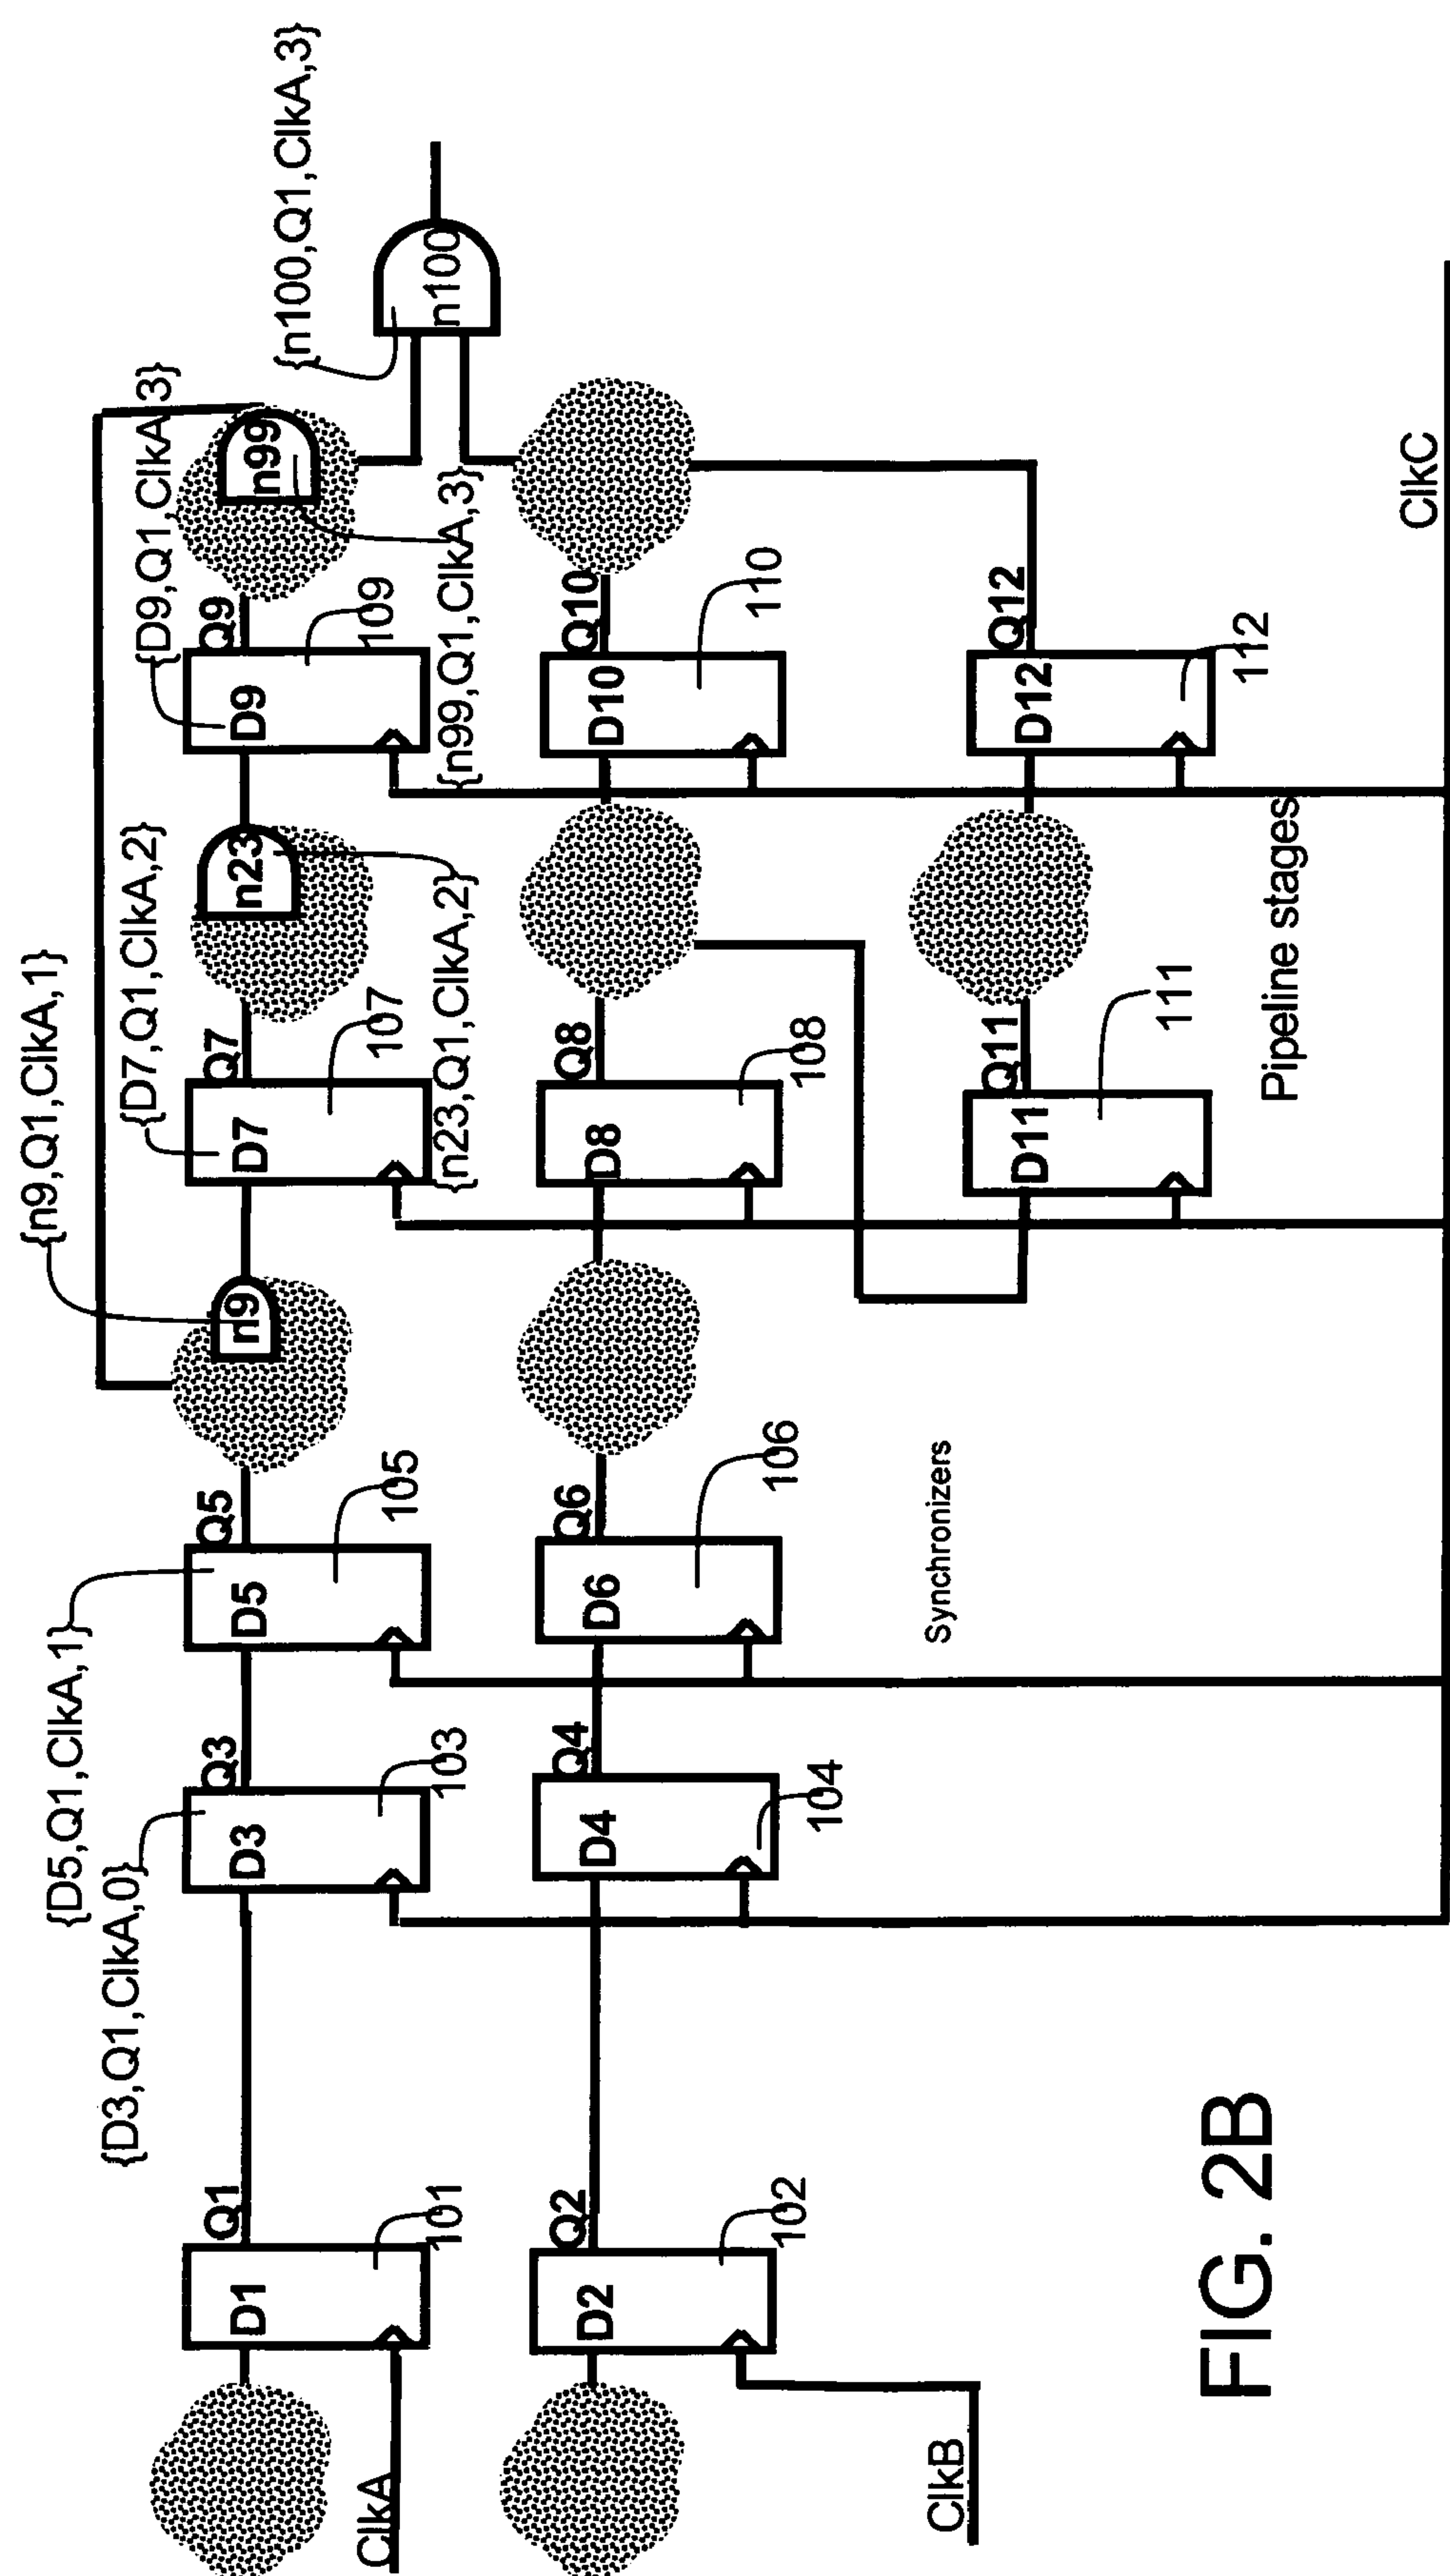 {n9,Q1,ClkA,1}
{D5,Q1,ClkA,1}
{D3,Q1,ClkA,0}
{D7,Q1,ClkA,2}
{D9,Q1,ClkA,3}
{n100,Q1,ClkA,3}
D1
Q1
101
D3
Q3
103
D5
Q5
105
n9
D7
Q7
107
n23
D9
Q9
109
n99
n100
{n23,Q1,ClkA,2}
{n99,Q1,ClkA,3}
ClkA
D2
Q2
102
D4
Q4
104
D6
Q6
106
D8
Q8
108
D10
Q10
110
ClkB
Synchronizers
D11
Q11
111
D12
Q12
112
Pipeline stages
ClkC
FIG. 2B